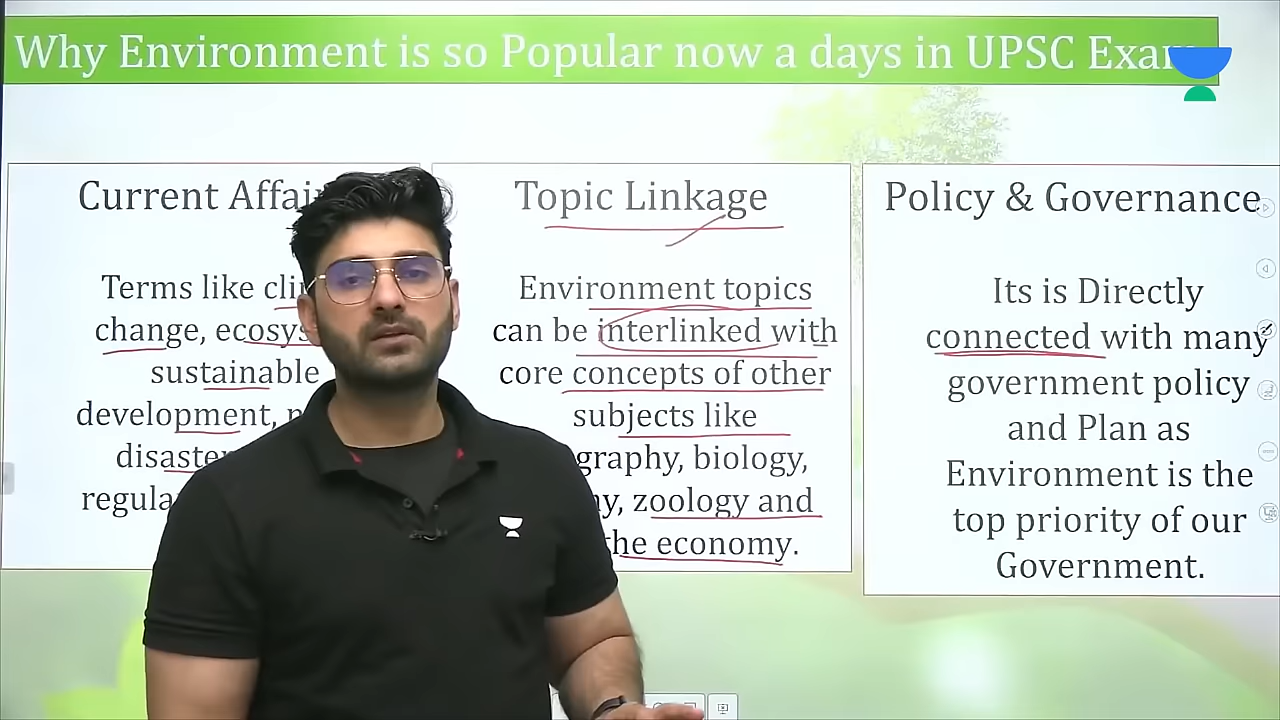 Why Environment is so Popular now a days in UPSC Exam
Current Affai
Terms like cli
change, ecosys
sustainable
development, n
disaster
regula
Topic Linkage
Environment topics
can be interlinked with
core concepts of other
subjects like
graphy, biology,
ny, zoology and
the economy.
Policy & Governance
Its is Directly
connected with many
government policy
and Plan as
Environment is the
top priority of our
Government.